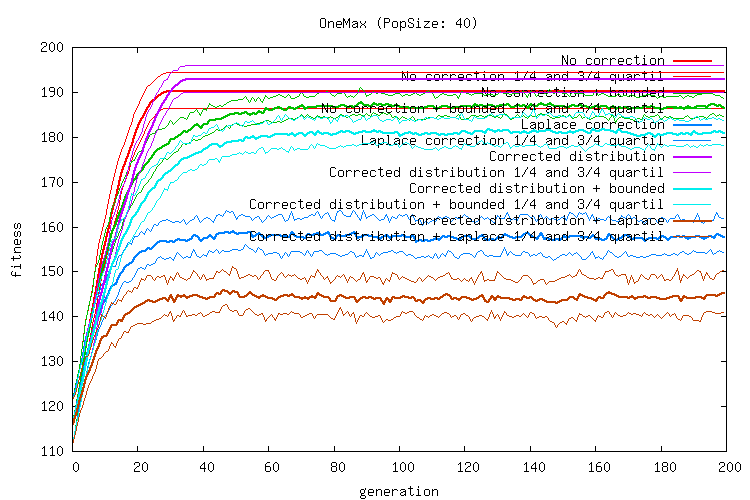 OneMax (PopSize: 40)
200
190
180
170
160
150
140
130
120
110
fitness
No correction
No correction 1/4 and 3/4 quartil
No correction + bounded
No correction + bounded 1/4 and 3/4 quartil
Laplace correction
Laplace correction 1/4 and 3/4 quartil
Corrected distribution
Corrected distribution 1/4 and 3/4 quartil
Corrected distribution + bounded
Corrected distribution + bounded 1/4 and 3/4 quartil
Corrected distribution + Laplace
Corrected distribution + Laplace 1/4 and 3/4 quartil
0 20 40 60 80 100 120 140 160 180 200
generation